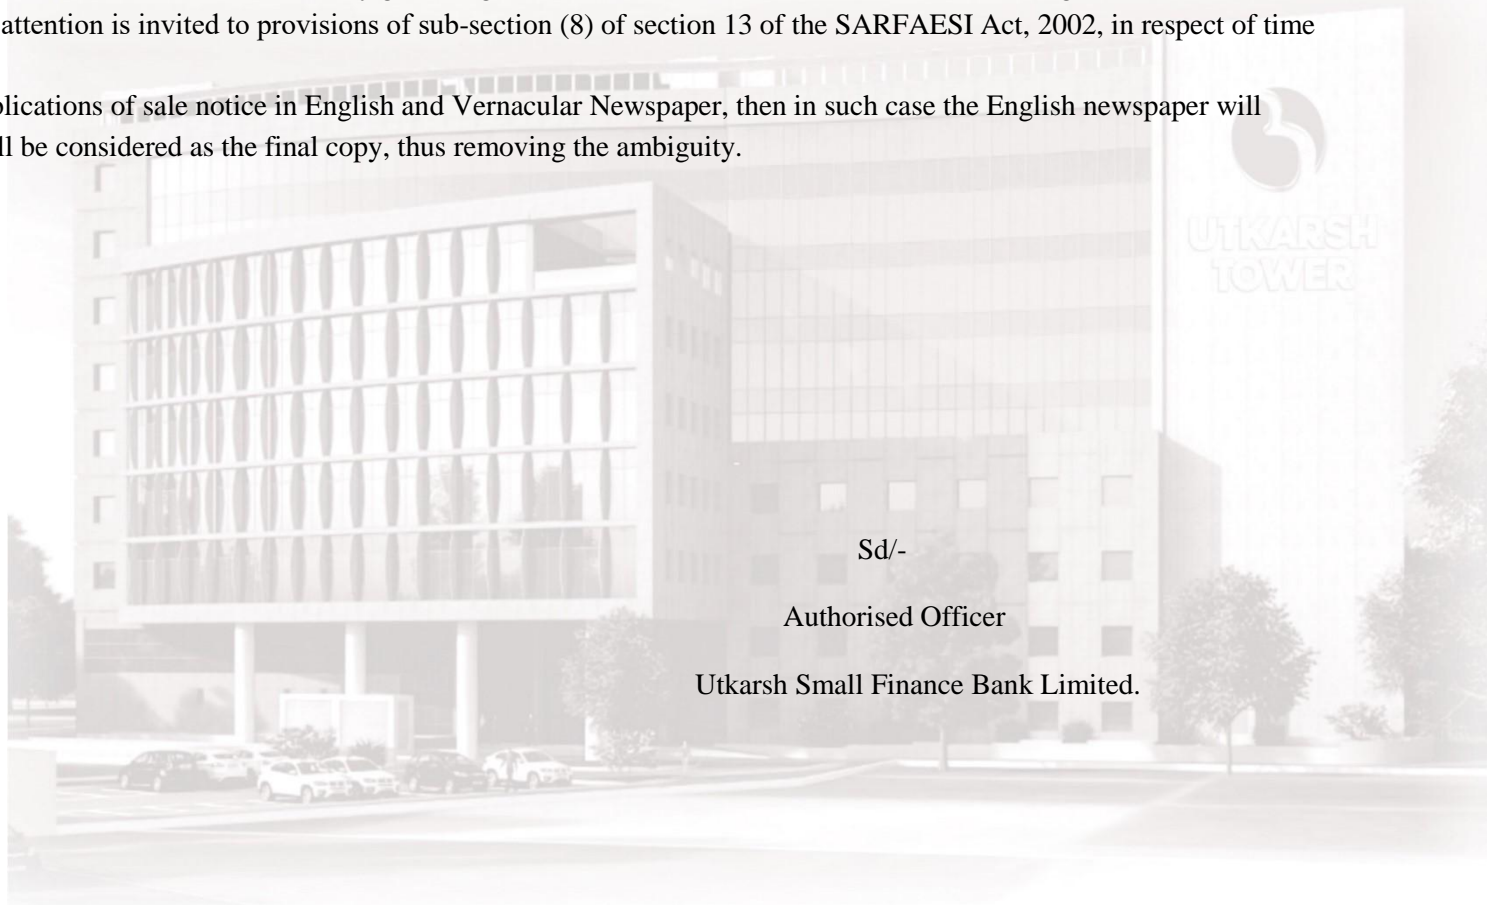 attention is invited to provisions of sub-section (8) of section 13 of the SARFAESI Act, 2002, in respect of time
plications of sale notice in English and Vernacular Newspaper, then in such case the English newspaper will
ll be considered as the final copy, thus removing the ambiguity.
UTKARSH
TOWER
Sd/-
Authorised Officer
Utkarsh Small Finance Bank Limited.